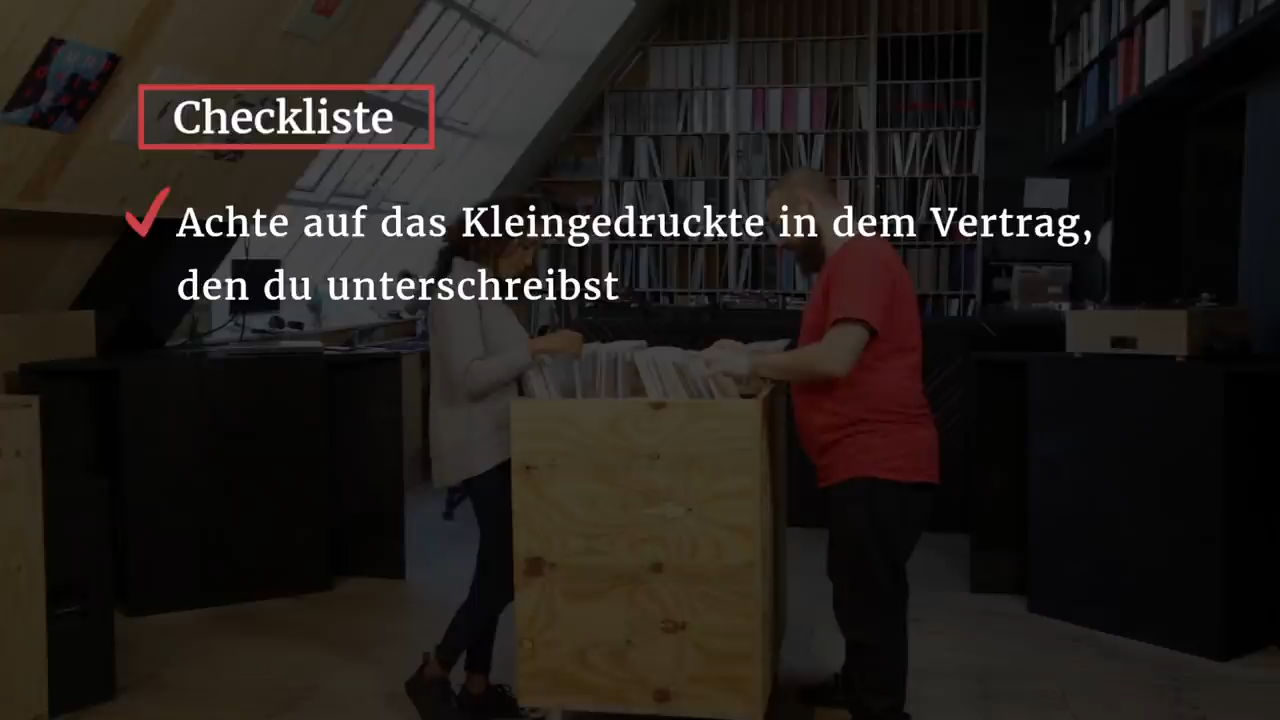 Checkliste
Achte auf das Kleingedruckte in dem Vertrag,
den du unterschreibst